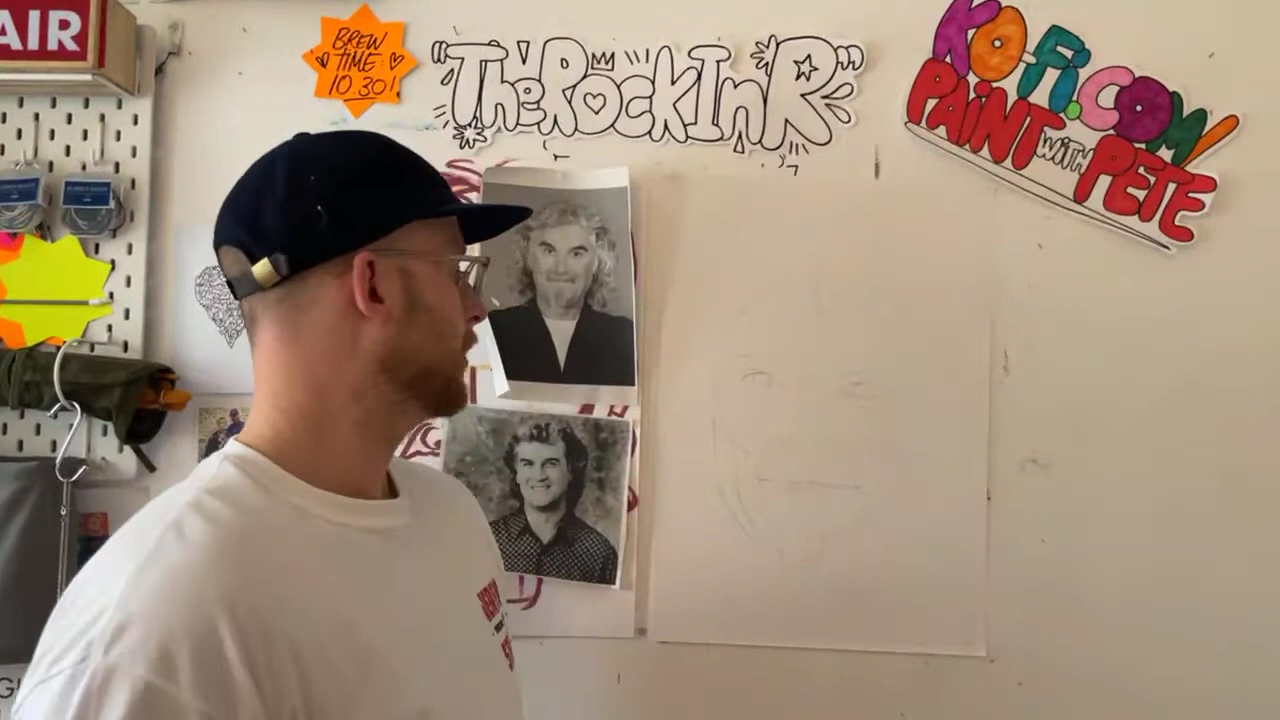 AIR
BREW
TIME:
10.30!
"TheRockInR"
KO-Fi.COM/
PAINT WITH PETE